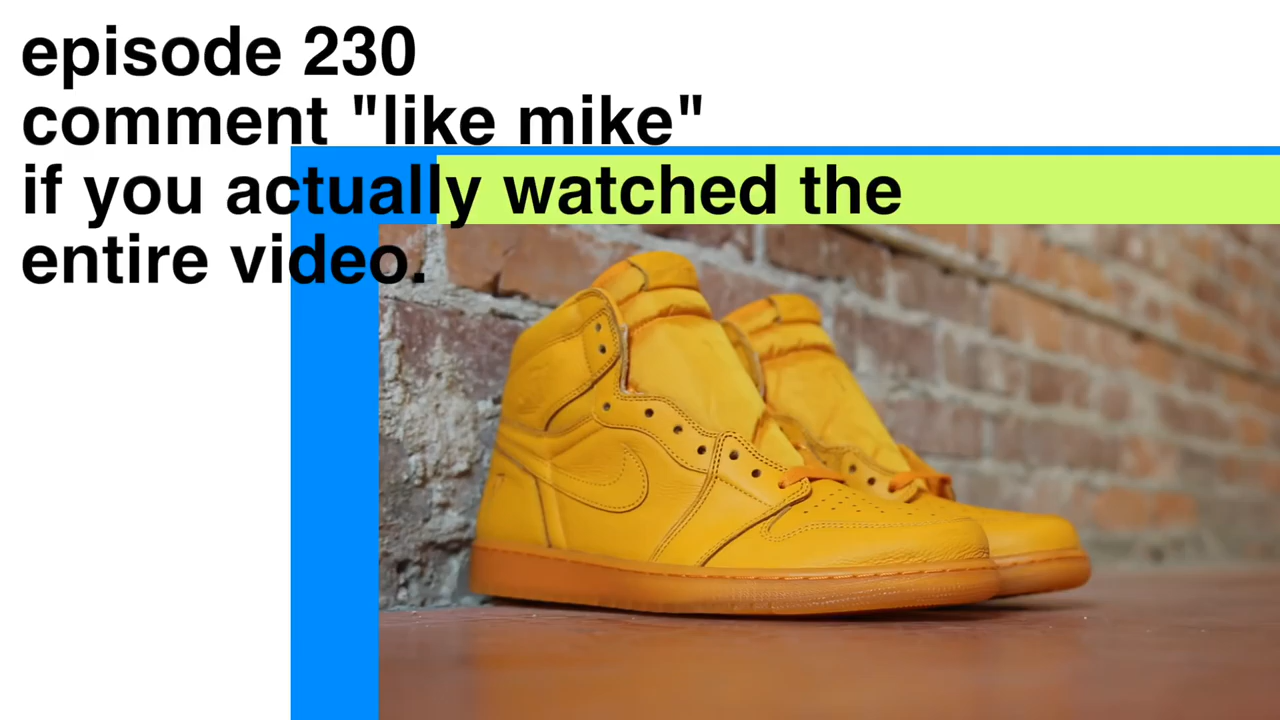 episode 230
comment "like mike"
if you actually watched the
entire video.